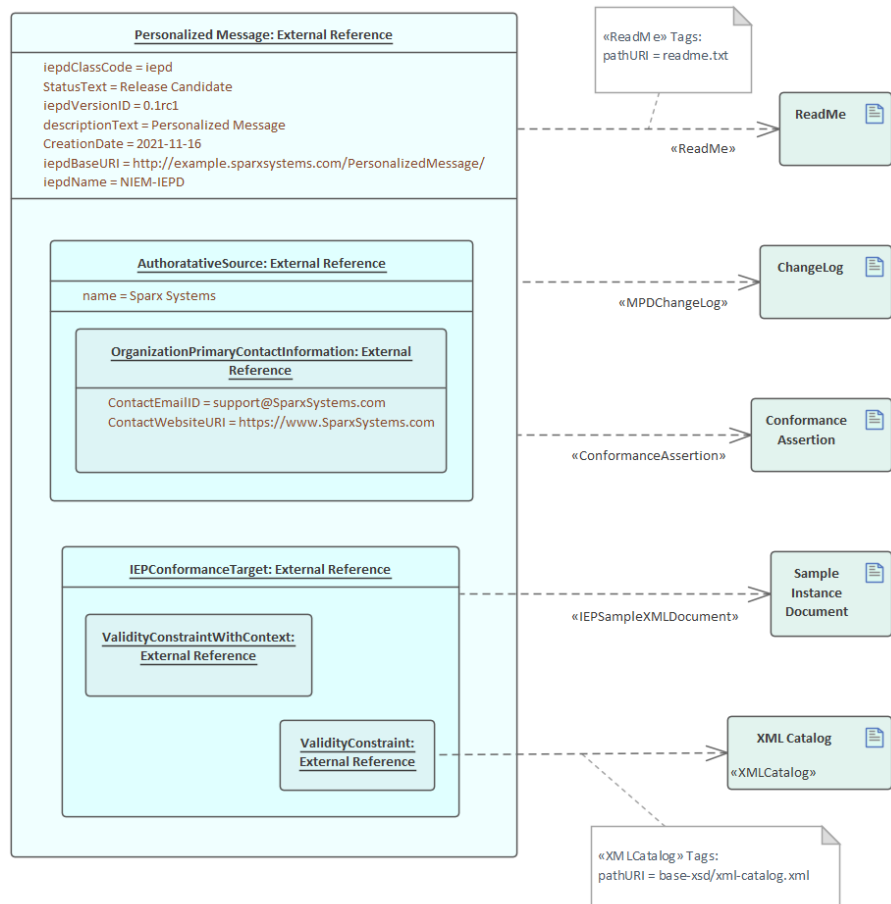 Personalized Message: External Reference
iepdClassCode = iepd
StatusText = Release Candidate
iepdVersionID = 0.1rc1
descriptionText = Personalized Message
CreationDate = 2021-11-16
iepdBaseURI = http://example.sparxsystems.com/PersonalizedMessage/
iepdName = NIEM-IEPD
«ReadMe» Tags:
pathURI = readme.txt
ReadMe
«ReadMe»
AuthoratativeSource: External Reference
name = Sparx Systems
OrganizationPrimaryContactInformation: External
Reference
ContactEmailID = support@SparxSystems.com
ContactWebsiteURI = https://www.SparxSystems.com
ChangeLog
«MPDChangeLog»
Conformance
Assertion
«ConformanceAssertion»
IEPConformanceTarget: External Reference
ValidityConstraintWithContext:
External Reference
ValidityConstraint:
External Reference
Sample
Instance
Document
«IEPSampleXMLDocument»
XML Catalog
«XMLCatalog»
«XMLCatalog» Tags:
pathURI = base-xsd/xml-catalog.xml